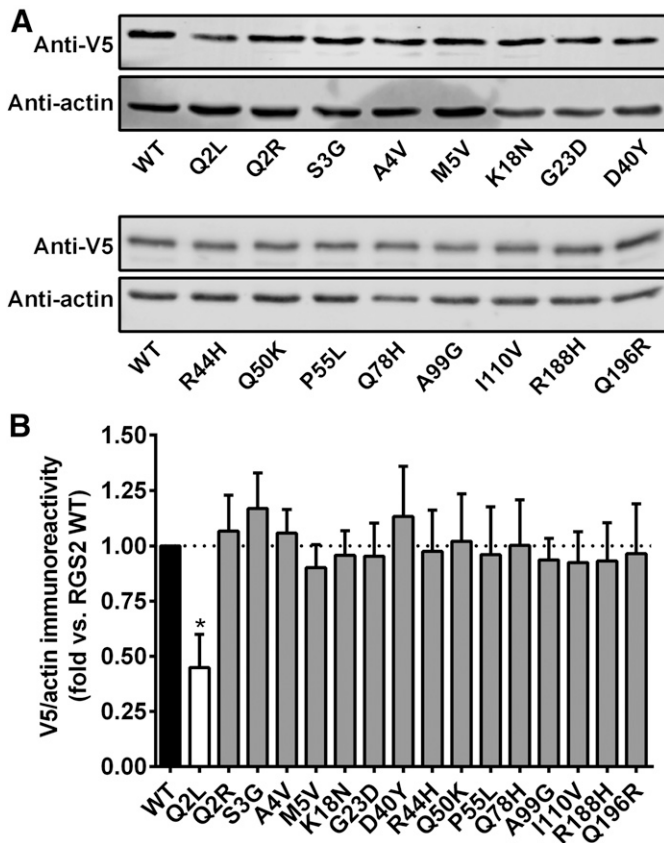 A
Anti-V5
Anti-actin
WT Q2L Q2R S3G A4V M5V K18N G23D D40Y
Anti-V5
Anti-actin
WT R44H Q50K P55L Q78H A99G I110V R188H Q196R
B
V5/actin immunoreactivity
(fold vs. RGS2 WT)
1.50
1.25
1.00
0.75
0.50
0.25
0.00
*
WT Q2L Q2R S3G A4V M5V K18N G23D D40Y R44H Q50K P55L Q78H A99G I110V R188H Q196R